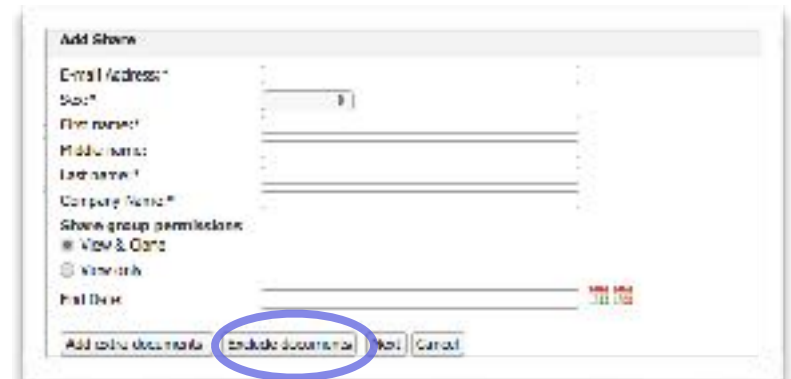 Add Share
E-mail Address:*
Sex:*
First name:*
Middle name:
Last name:*
Company Name:*
Share group permissions
View & Clone
View only
End Date:
Add extra documents Exclude documents Next Cancel